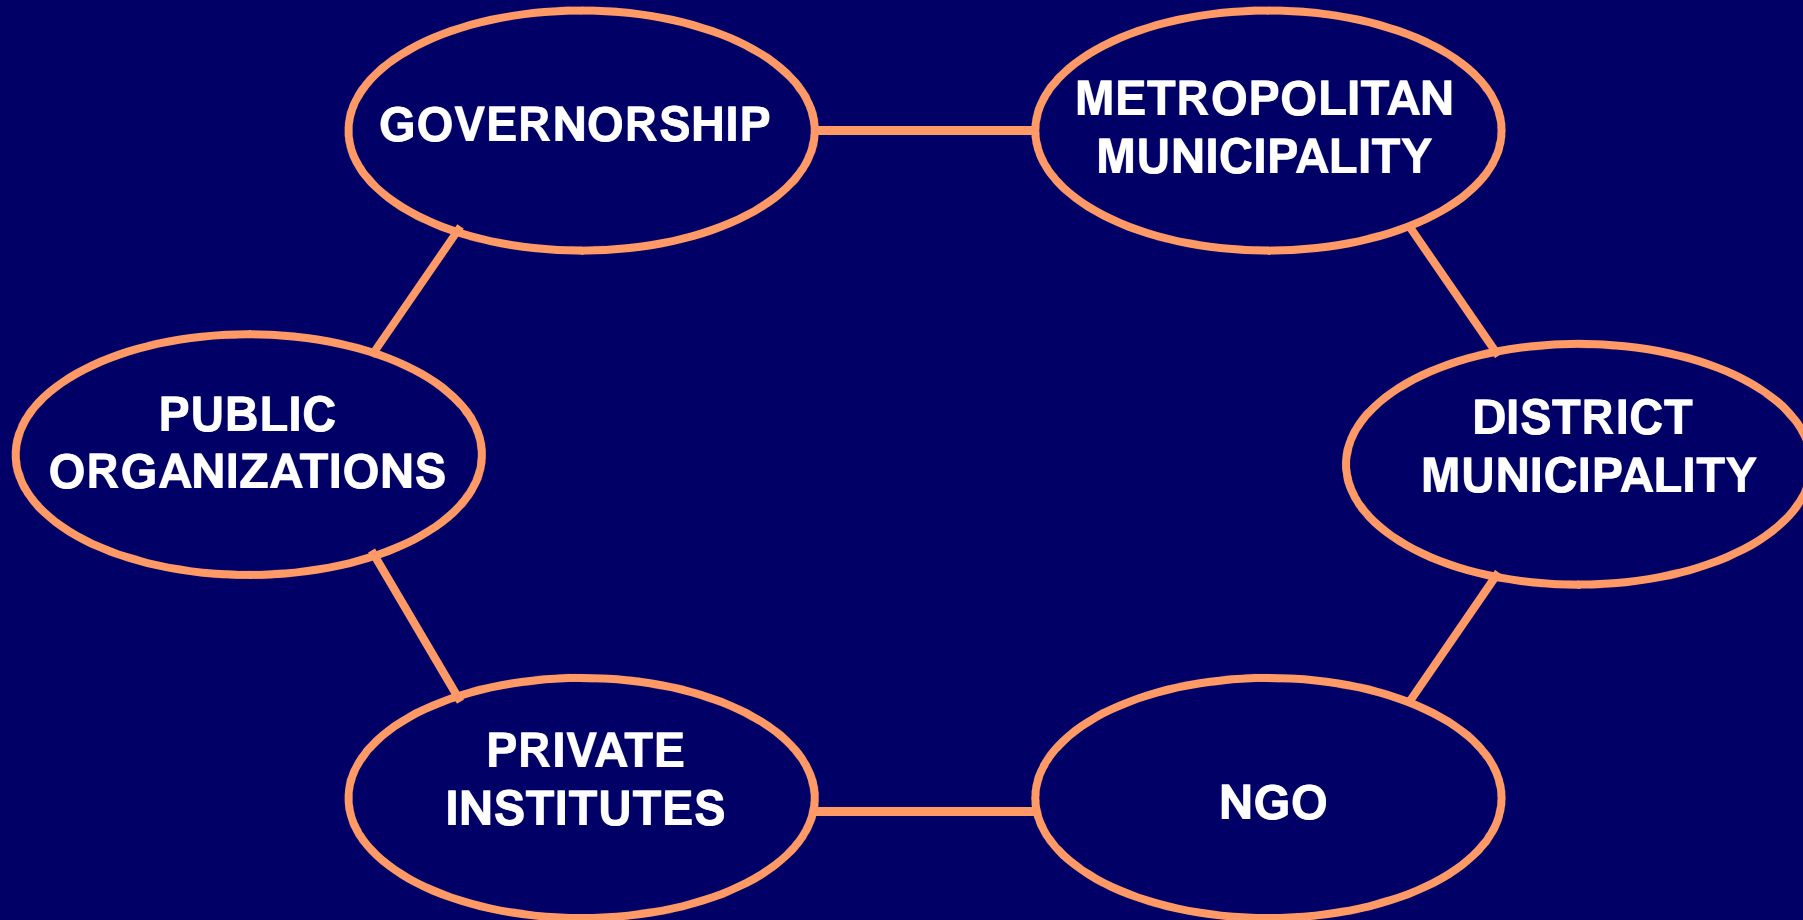 GOVERNORSHIP
METROPOLITAN
MUNICIPALITY
PUBLIC
ORGANIZATIONS
DISTRICT
MUNICIPALITY
PRIVATE
INSTITUTES
NGO